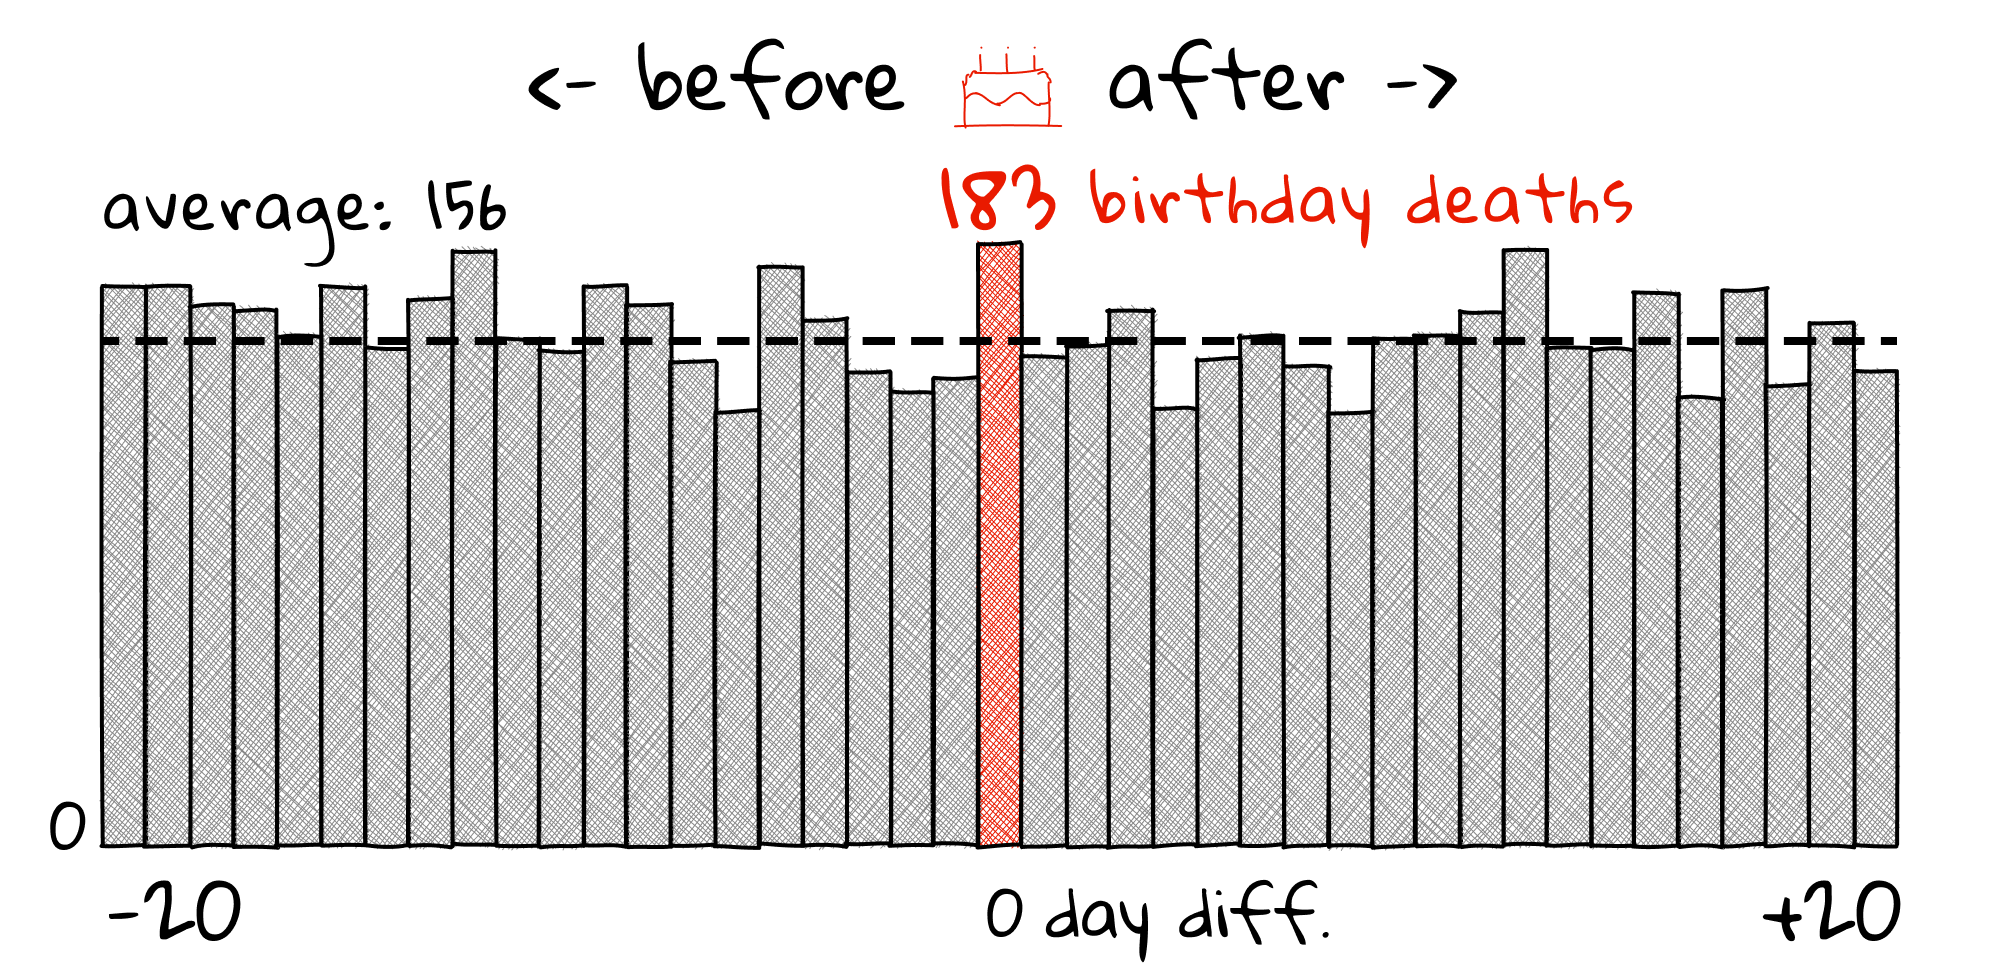 <- before after ->
average: 156
183 birthday deaths
0
-20
0 day diff.
+20